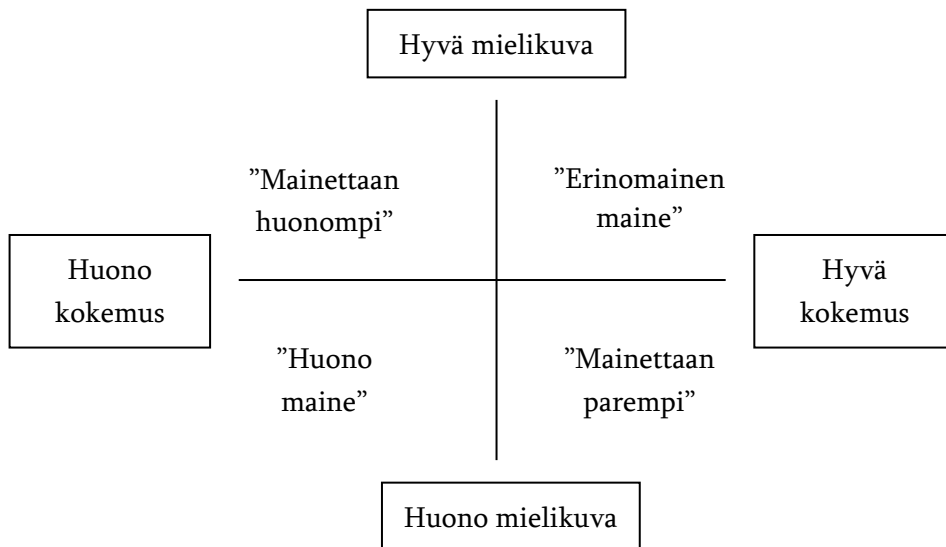 Hyvä mielikuva
”Mainettaan
huonompi”
”Erinomainen
maine”
Huono
kokemus
Hyvä
kokemus
”Huono
maine”
”Mainettaan
parempi”
Huono mielikuva